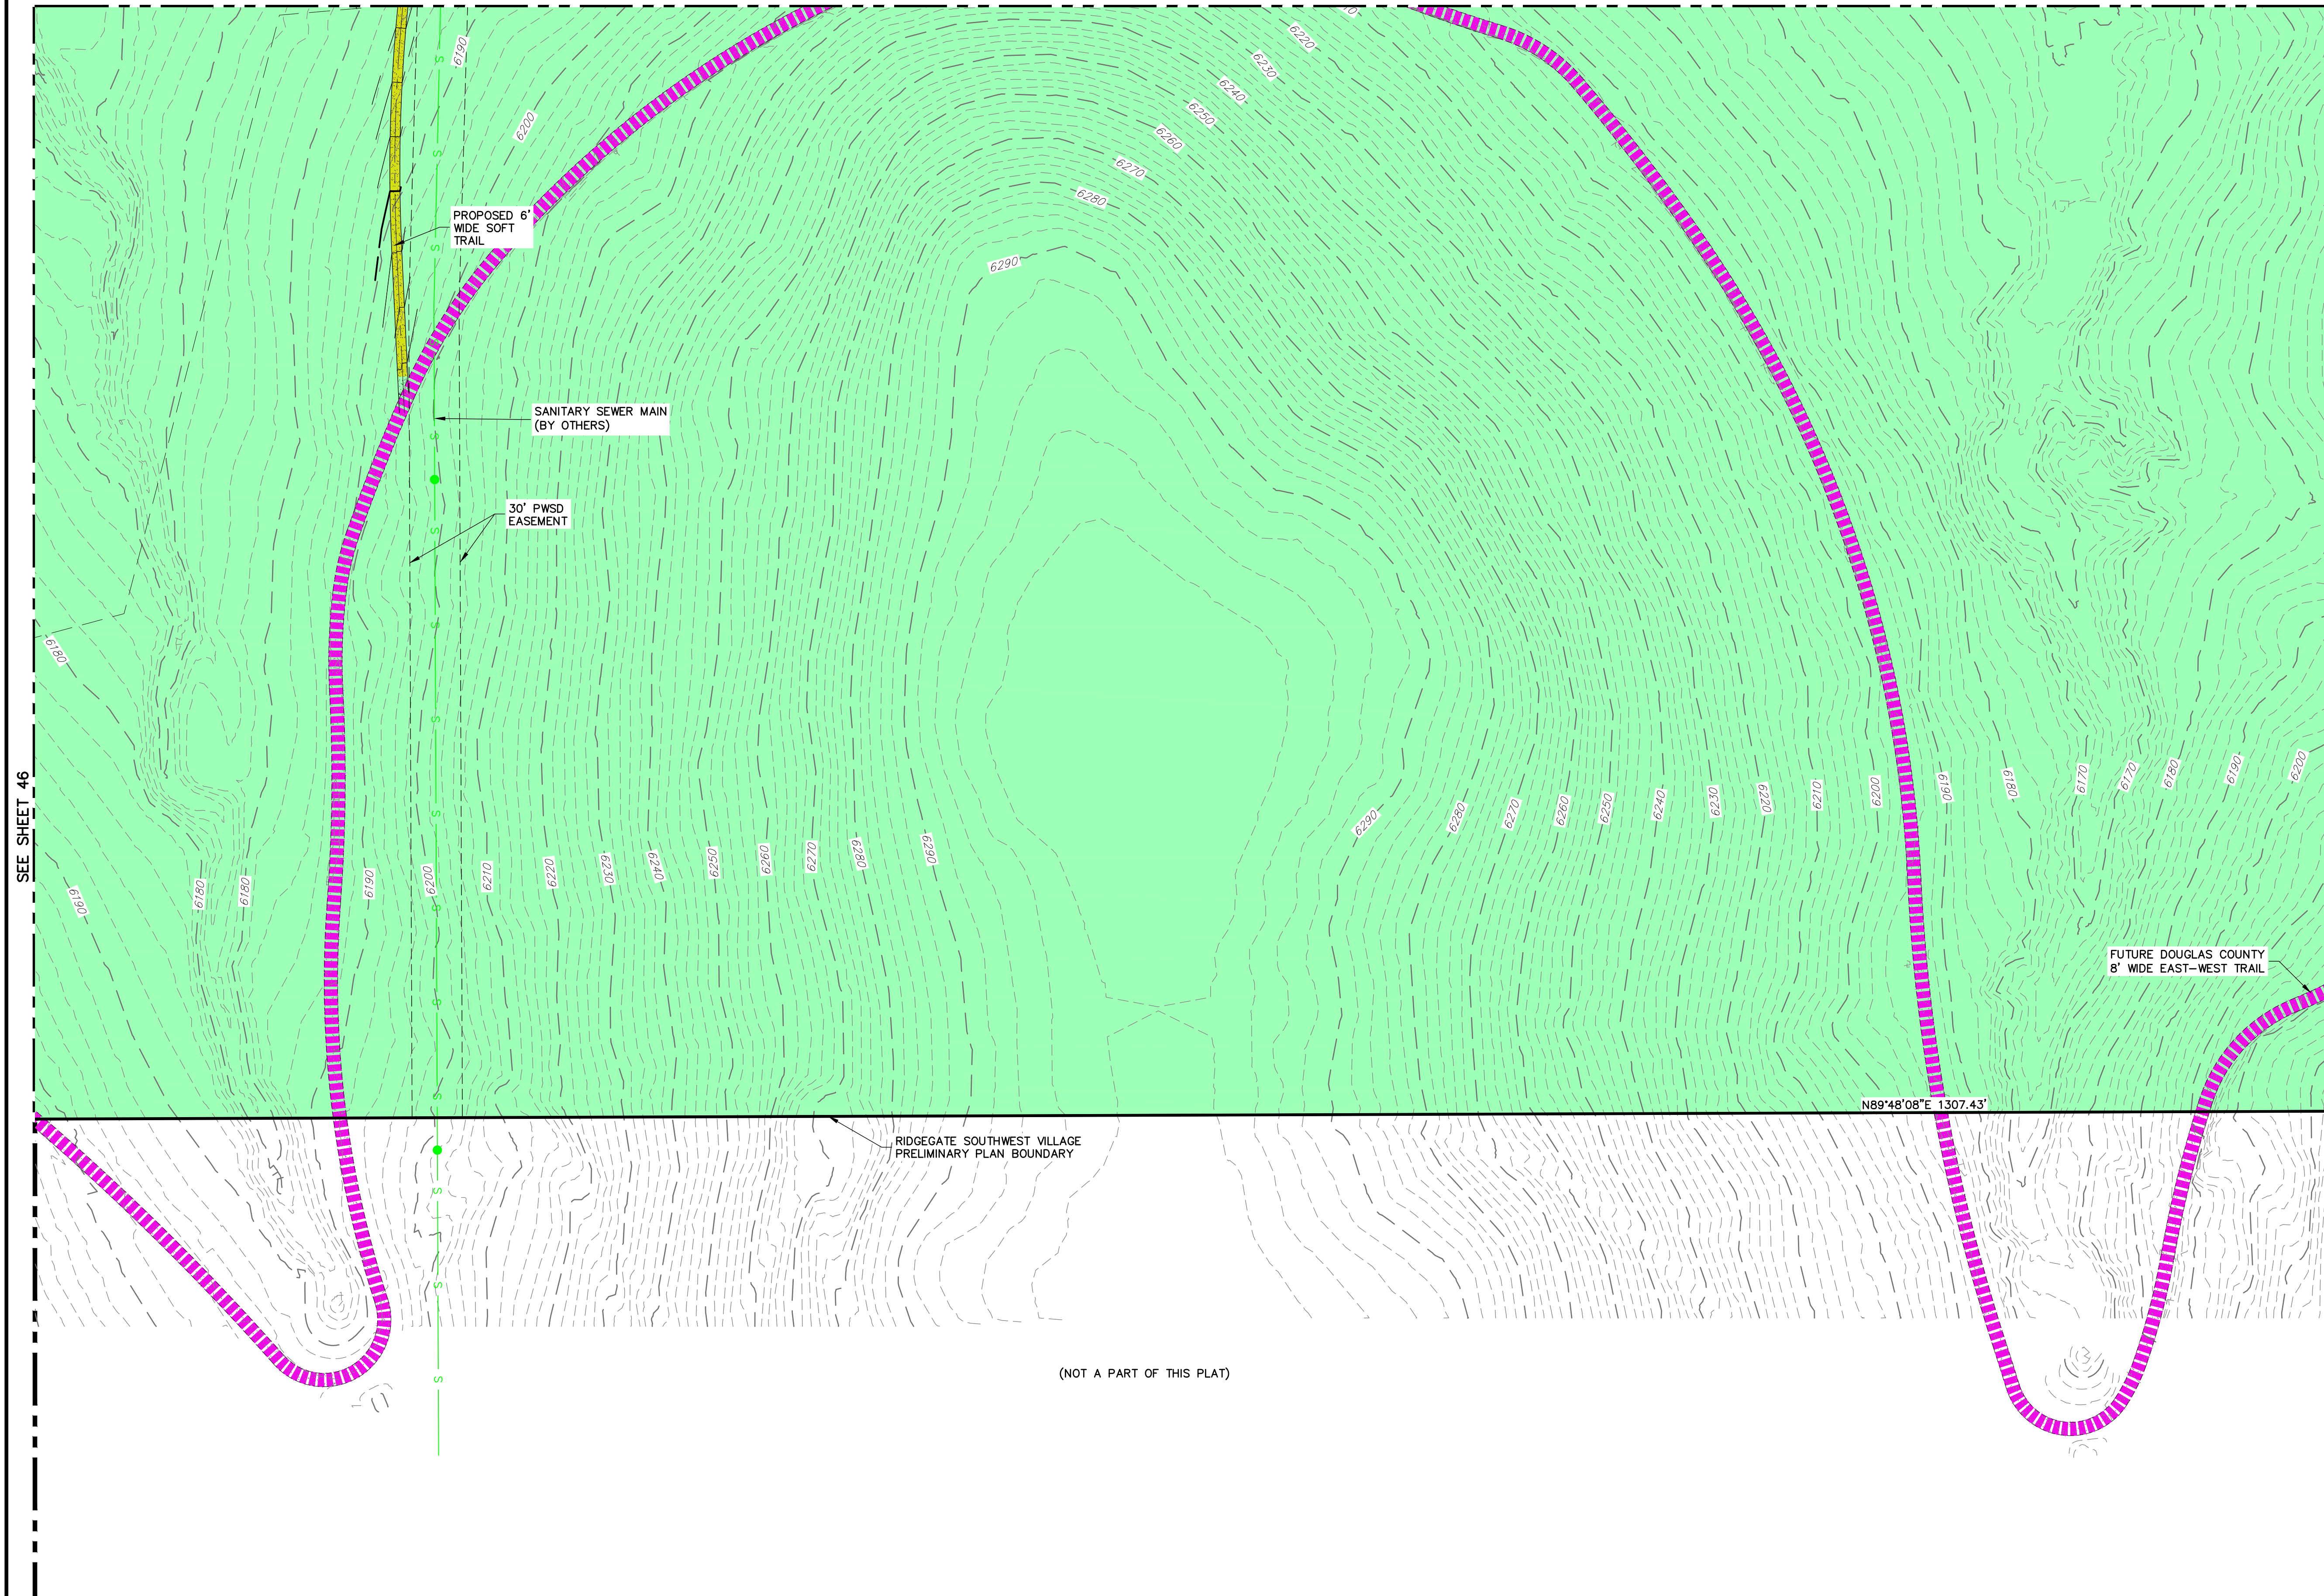 6220
6190
6230
6240
6250
6200
6260
6270
6280
PROPOSED 6'
WIDE SOFT
TRAIL
6290
SANITARY SEWER MAIN
(BY OTHERS)
30' PWSD
EASEMENT
6180
SEE SHEET 46
6190
6180
6180
6190
6200
6210
6220
6230
6240
6250
6290
6270
6280
6290
6290
6280
6270
6260
6250
6240
6230
6220
6210
6200
6190
6180
6170
6170
6180
6190
6200
FUTURE DOUGLAS COUNTY
8' WIDE EAST-WEST TRAIL
N89°48'08"E 1307.43'
RIDGEGATE SOUTHWEST VILLAGE
PRELIMINARY PLAN BOUNDARY
(NOT A PART OF THIS PLAT)
S
S
S
S
S
S
S
S
S
S
S
S
S
S